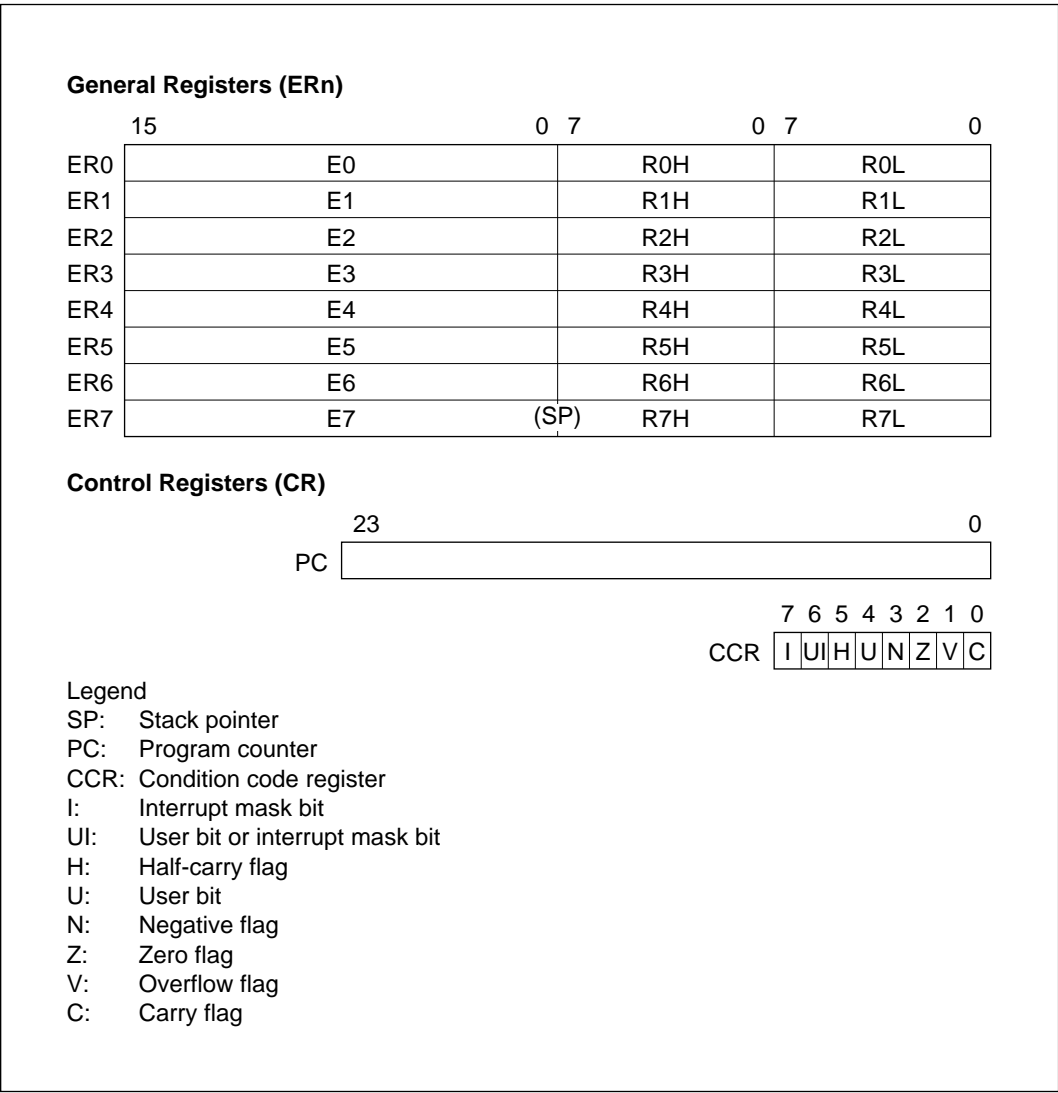 General Registers (ERn)
15 0 7 0 7 0
ER0 E0 R0H R0L
ER1 E1 R1H R1L
ER2 E2 R2H R2L
ER3 E3 R3H R3L
ER4 E4 R4H R4L
ER5 E5 R5H R5L
ER6 E6 R6H R6L
ER7 E7 (SP) R7H R7L
Control Registers (CR)
23 0
PC
7 6 5 4 3 2 1 0
CCR I UI H U N Z V C
Legend
SP: Stack pointer
PC: Program counter
CCR: Condition code register
I: Interrupt mask bit
UI: User bit or interrupt mask bit
H: Half-carry flag
U: User bit
N: Negative flag
Z: Zero flag
V: Overflow flag
C: Carry flag